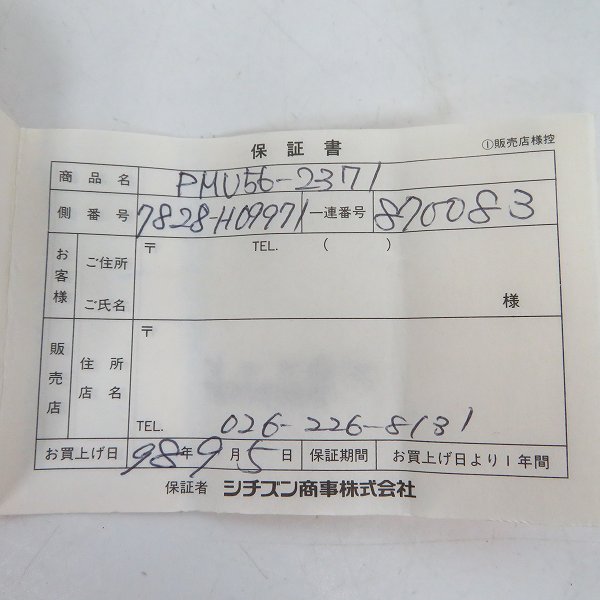 保証書
①販売店様控
商品名 PMU56-2371
側番号 7828-H09971 一連番号 870083
お客様 ご住所 〒 TEL. ( )
ご氏名 様
販売店 住所 〒
店名
TEL. 026-226-8131
お買上げ日 98年9月5日 保証期間 お買上げ日より1年間
保証者 シチズン商事株式会社